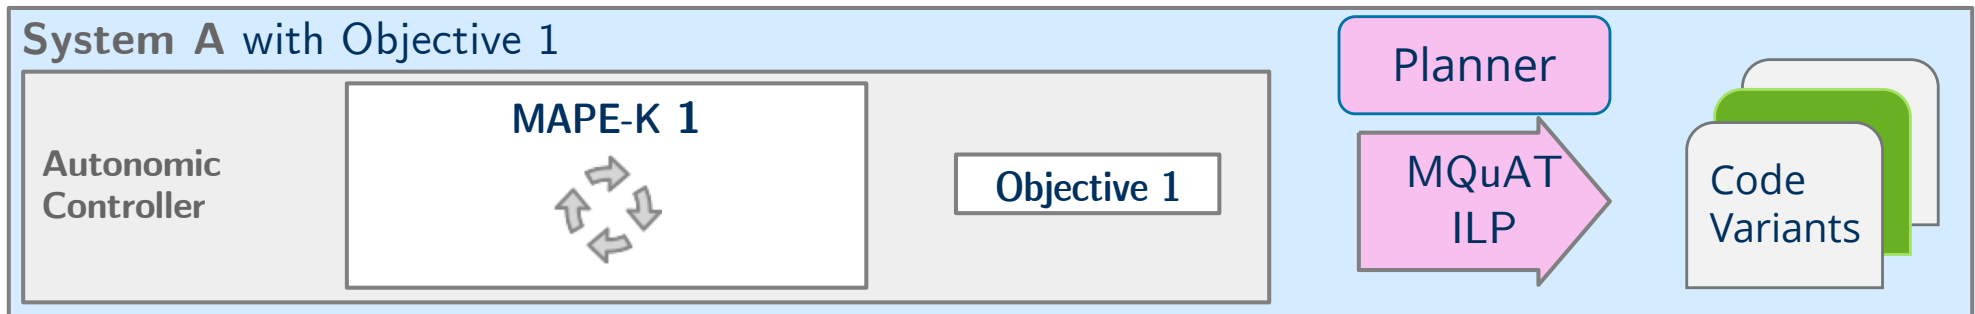 System A with Objective 1
Planner
MAPE-K 1
Autonomic
Controller
Objective 1
MQuAT
ILP
Code
Variants